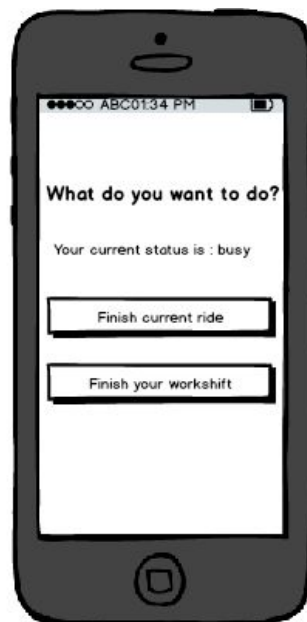 ABC01:34 PM
What do you want to do?
Your current status is : busy
Finish current ride
Finish your workshift